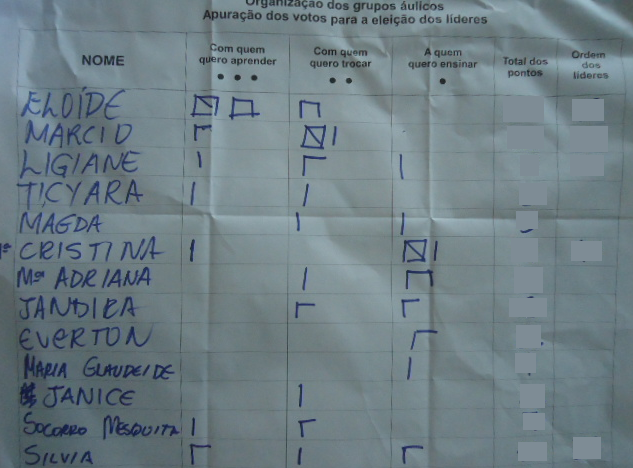 Organização dos grupos áulicos
Apuração dos votos para a eleição dos líderes
NOME
Com quem quero aprender
Com quem quero trocar
A quem quero ensinar
Total dos pontos
Ordem dos líderes
ELOÍDE
MARCIO
LIGIANE
TICYARA
MAGDA
CRISTINA
Mª ADRIANA
JANDIRA
EVERTON
MARIA GLAUDEIDE
JANICE
SOCORRO MESQUITA
SILVIA